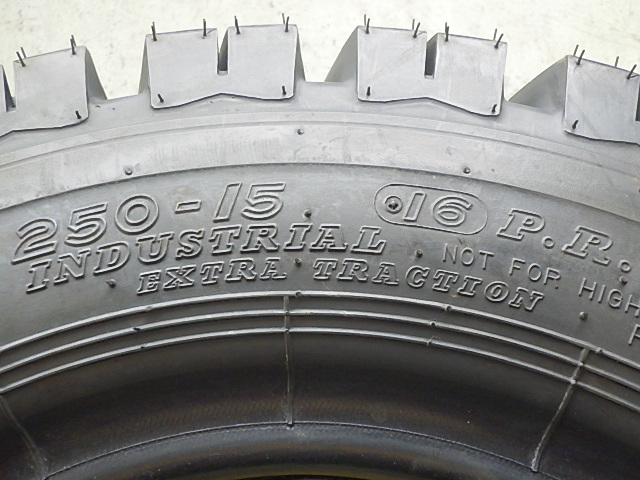 250-15 16 P.R.
INDUSTRIAL
NOT FOR HIGH
EXTRA TRACTION